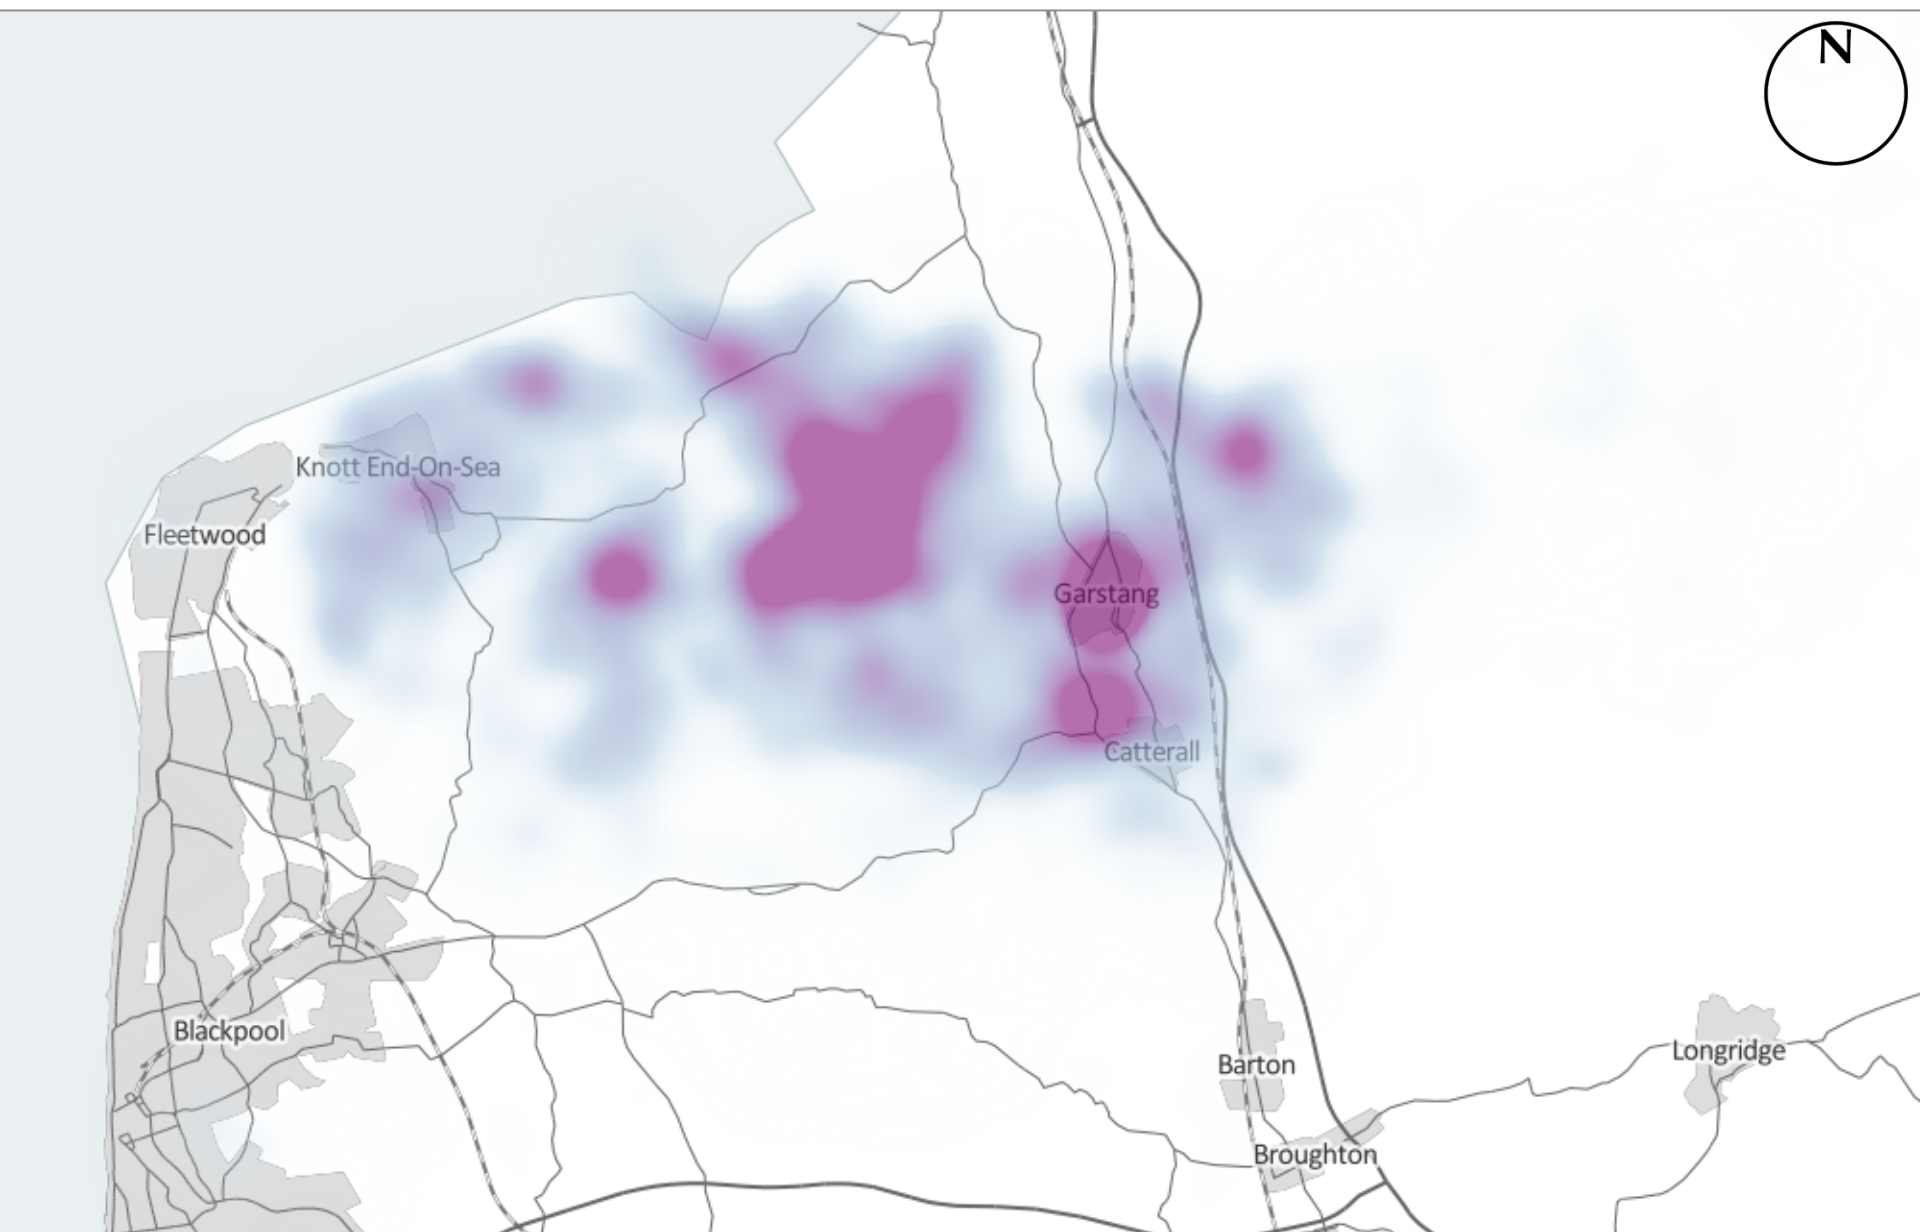 N
Knott End-On-Sea
Fleetwood
Garstang
Catterall
Blackpool
Barton
Longridge
Broughton